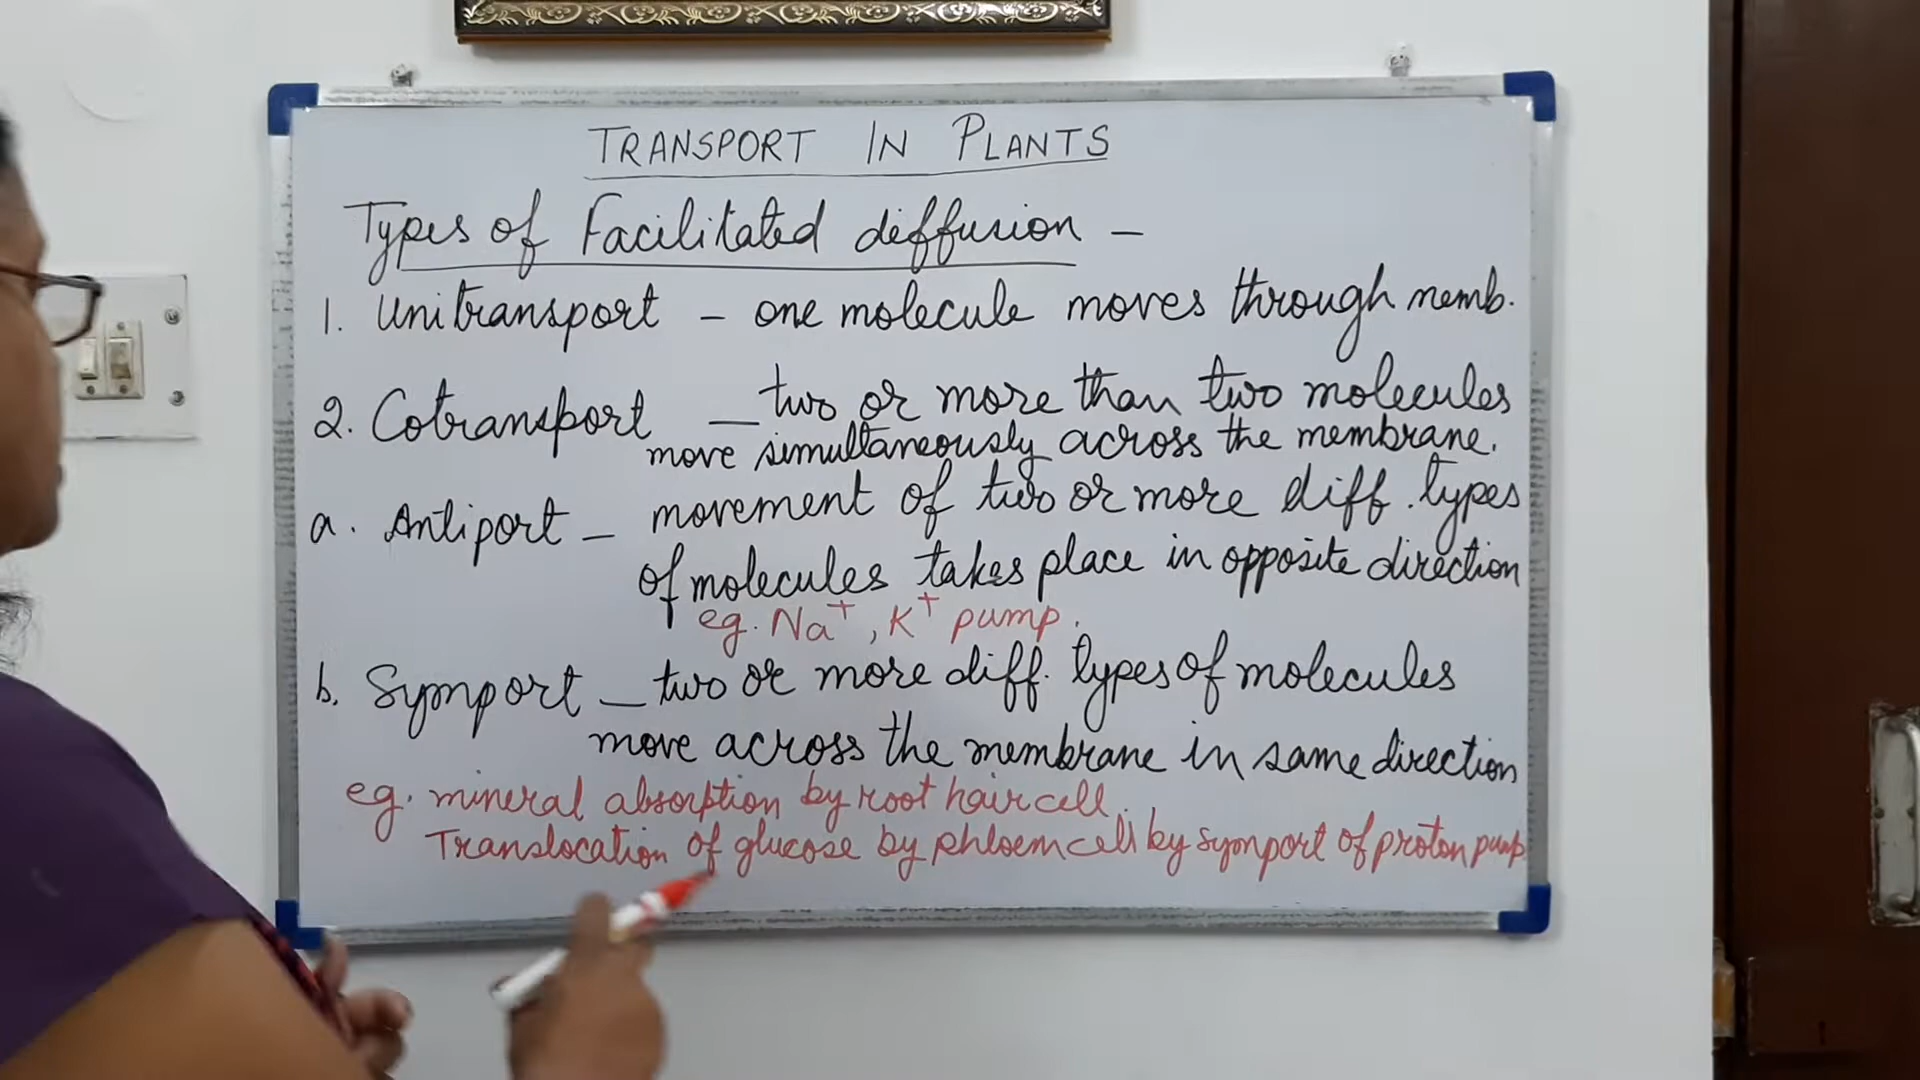 TRANSPORT IN PLANTS
Types of Facilitated diffusion -
1. Unitransport - one molecule moves through memb.
2. Cotransport - two or more than two molecules
move simultaneously across the membrane.
a. Antiport - movement of two or more diff. types
of molecules takes place in opposite direction
eg. Na+, K+ pump.
b. Symport - two or more diff. types of molecules
move across the membrane in same direction
eg. mineral absorption by root hair cell.
Translocation of glucose by phloem cell by symport of proton pump